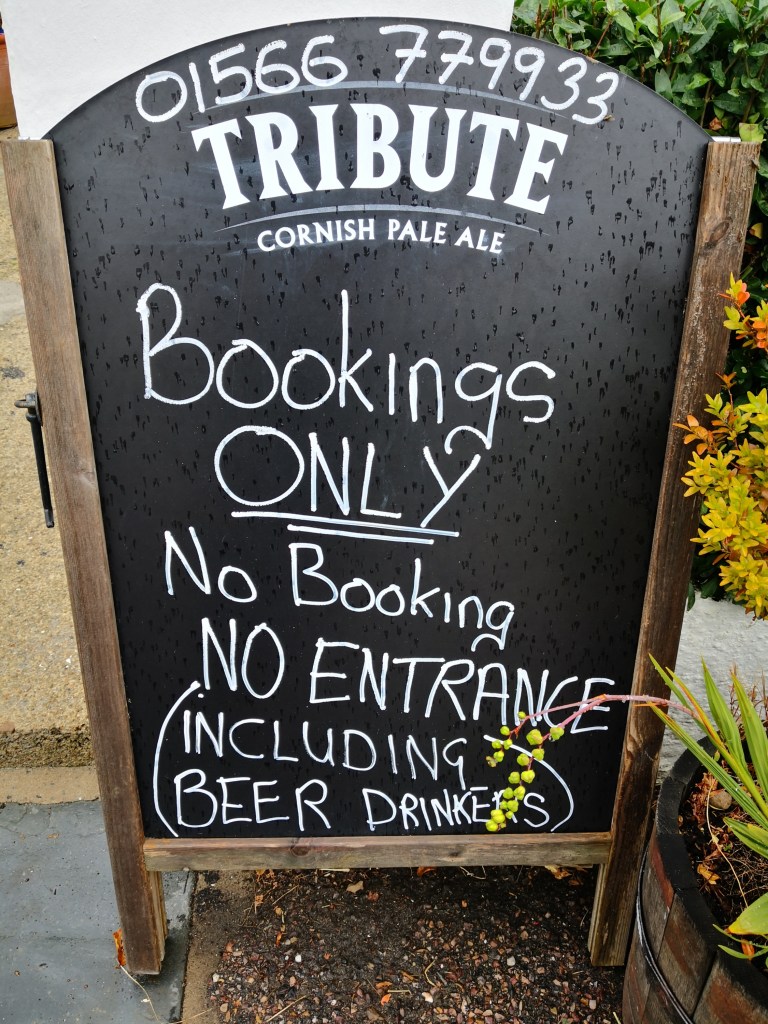 01566 779933
TRIBUTE
CORNISH PALE ALE
Bookings
ONLY
No Booking
NO ENTRANCE
(INCLUDING
BEER DRINKERS)